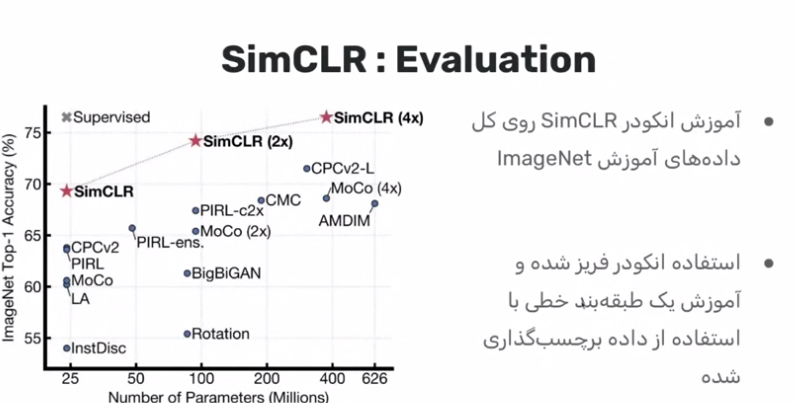 SimCLR : Evaluation
آموزش انکودر SimCLR روی کل
داده‌های آموزش ImageNet
استفاده انکودر فریز شده و
آموزش یک طبقه‌بند خطی با
استفاده از داده برچسب‌گذاری
شده
ImageNet Top-1 Accuracy (%)
75
70
65
60
55
Supervised
SimCLR (4x)
SimCLR (2x)
SimCLR
CPCv2-L
MoCo (4x)
CMC
AMDIM
PIRL-c2x
MoCo (2x)
PIRL-ens.
CPCv2
PIRL
MoCo
LA
BigBiGAN
Rotation
InstDisc
25 50 100 200 400 626
Number of Parameters (Millions)